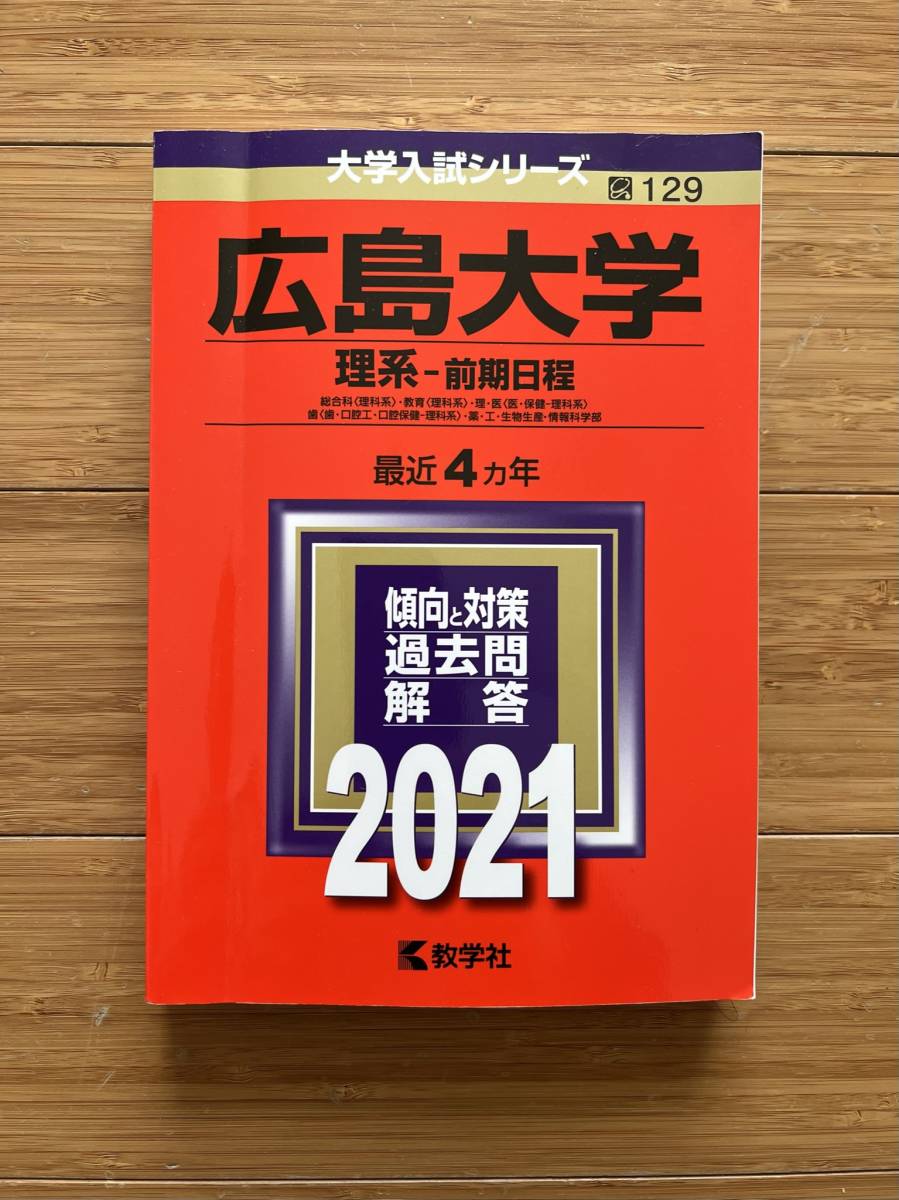 大学入試シリーズ
129
広島大学
理系-前期日程
総合科〈理科系〉・教育〈理科系〉・理・医〈医・保健-理科系〉
歯〈歯・口腔工・口腔保健-理科系〉・薬・工・生物生産・情報科学部
最近4ヵ年
傾向と対策
過去問
解答
2021
教学社